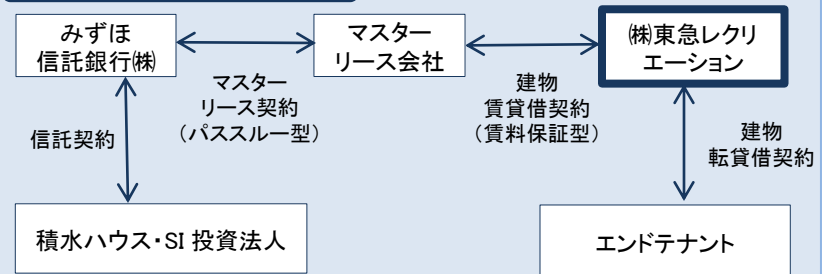 みずほ
信託銀行㈱
マスター
リース会社
㈱東急レクリ
エーション
マスター
リース契約
（パススルー型）
建物
賃貸借契約
（賃料保証型）
信託契約
建物
転貸借契約
積水ハウス・SI 投資法人
エンドテナント